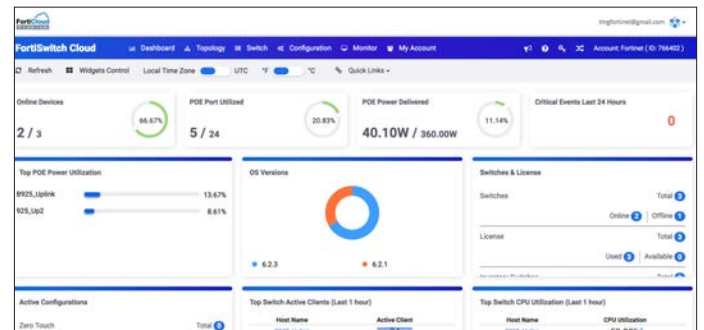 FortiCloud
tmgfortinet@gmail.com
FortiSwitch Cloud Dashboard Topology Switch Configuration Monitor My Account Account: Fortinet ( ID: 766402 )
Refresh Widgets Control Local Time Zone UTC °F °C Quick Links
Online Devices
2 / 3
66.67%
POE Port Utilized
5 / 24
20.83%
POE Power Delivered
40.10W / 360.00W
11.14%
Critical Events Last 24 Hours
0
Top POE Power Utilization
B925_Uplink 13.67%
925_Up2 8.61%
OS Versions
6.2.3 6.2.1
Switches & License
Switches Total 3
Online 2 Offline 1
License Total 3
Used 3 Available 0
Active Configurations
Zero Touch Total 0
Top Switch Active Clients (Last 1 hour)
Host Name Active Client
Top Switch CPU Utilization (Last 1 hour)
Host Name CPU Utilization